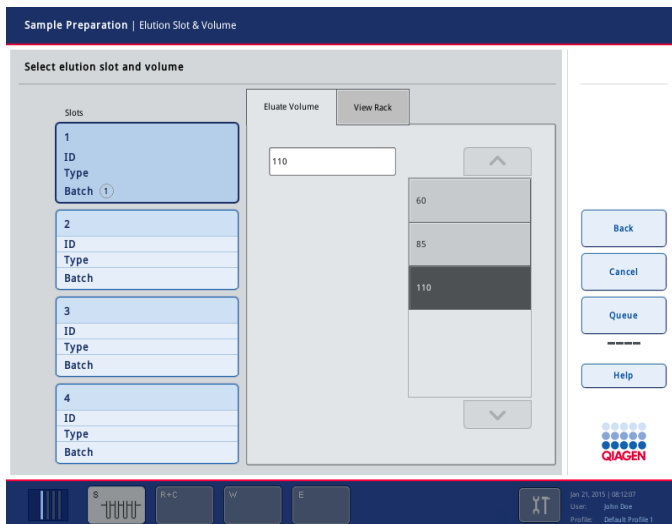 Sample Preparation | Elution Slot & Volume
Select elution slot and volume
Slots
1
ID
Type
Batch 1
2
ID
Type
Batch
3
ID
Type
Batch
4
ID
Type
Batch
Eluate Volume
View Rack
110
60
85
110
Back
Cancel
Queue
Help
QIAGEN
S
R+C
W
E
Jan 21, 2015 | 08:12:07
User: John Doe
Profile: Default Profile 1